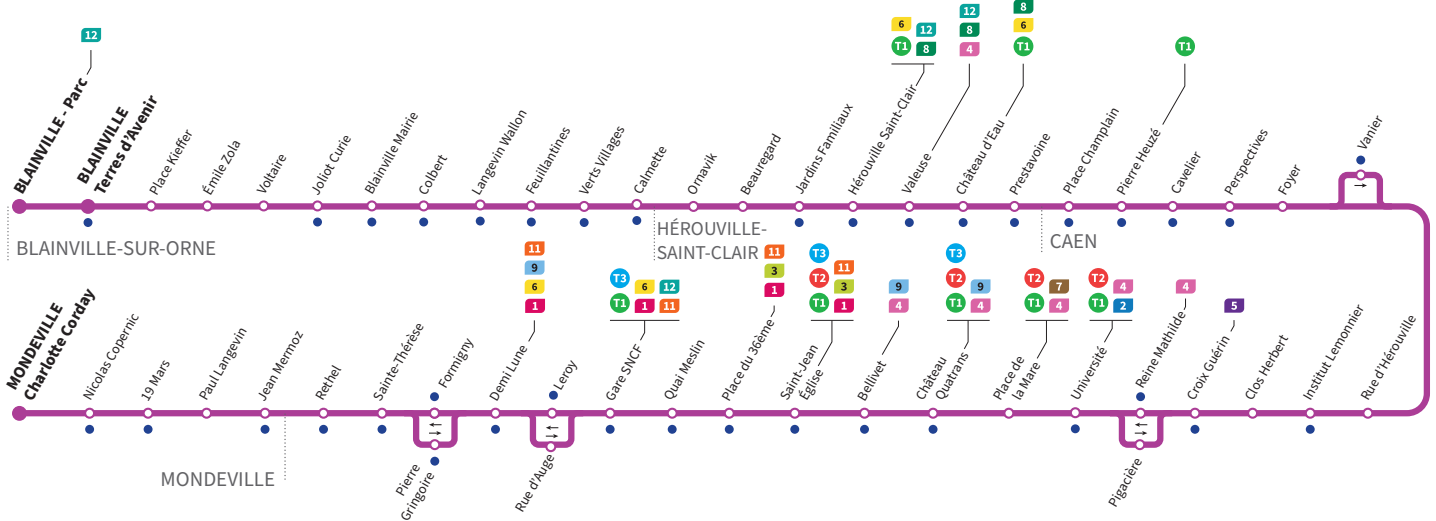 12
BLAINVILLE - Parc
BLAINVILLE
Terres d'Avenir
Place Kieffer
Émile Zola
Voltaire
Joliot Curie
Blainville Mairie
Colbert
Langevin Wallon
Feuillantines
Verts Villages
Calmette
Ornavik
Beauregard
Jardins Familiaux
6 12
T1 8
Hérouville Saint-Clair
12
8
4
Valeuse
8
6
T1
Château d'Eau
Prestavoine
Place Champlain
T1
Pierre Heuzé
Cavelier
Perspectives
Foyer
Vanier
→
BLAINVILLE-SUR-ORNE
HÉROUVILLE-
SAINT-CLAIR
CAEN
MONDEVILLE
Charlotte Corday
Nicolas Copernic
19 Mars
Paul Langevin
Jean Mermoz
Rethel
Sainte-Thérèse
Formigny
←
→
Pierre
Gringoire
11
9
6
1
Demi Lune
Leroy
←
→
Rue d'Auge
T3 6 12
T1 1 11
Gare SNCF
Quai Meslin
11
3
1
Place du 36ème
T3
T2 11
3
T1 1
Saint-Jean
Église
9
4
Bellivet
T3
T2 9
T1 4
Château
Quatrans
T2 7
T1 4
Place de
la Mare
T2 4
T1 2
Université
4
Reine Mathilde
←
→
Pigacière
5
Croix Guérin
Clos Herbert
Institut Lemonnier
Rue d'Hérouville
MONDEVILLE